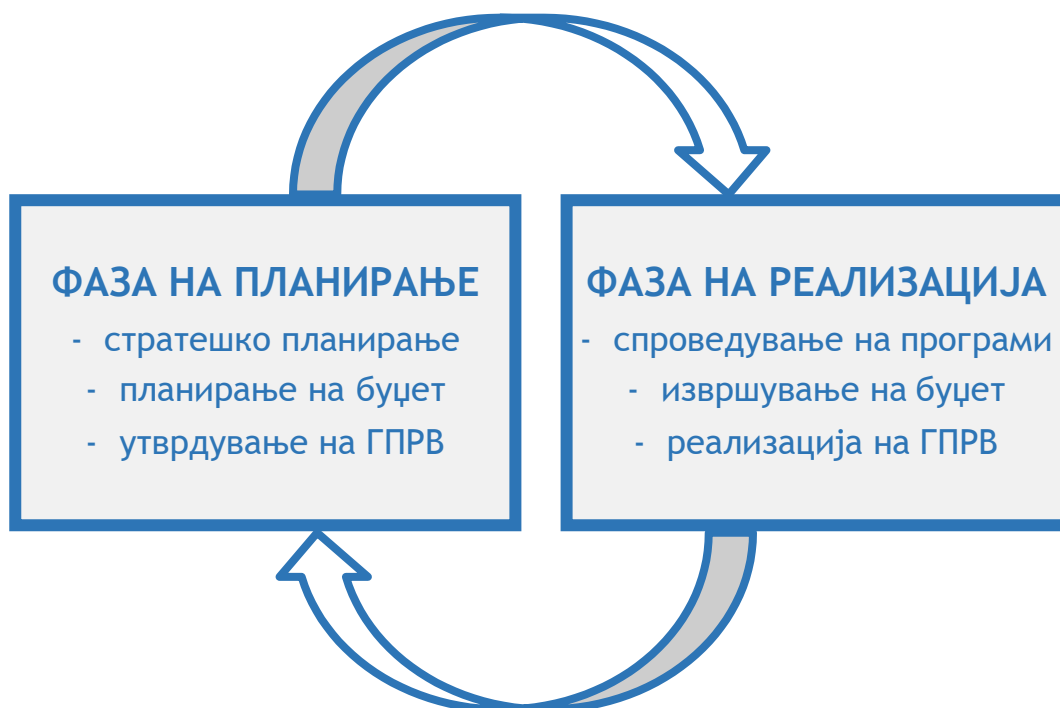 ФАЗА НА ПЛАНИРАЊЕ
- стратешко планирање
- планирање на буџет
- утврдување на ГПРВ
ФАЗА НА РЕАЛИЗАЦИЈА
- спроведување на програми
- извршување на буџет
- реализација на ГПРВ